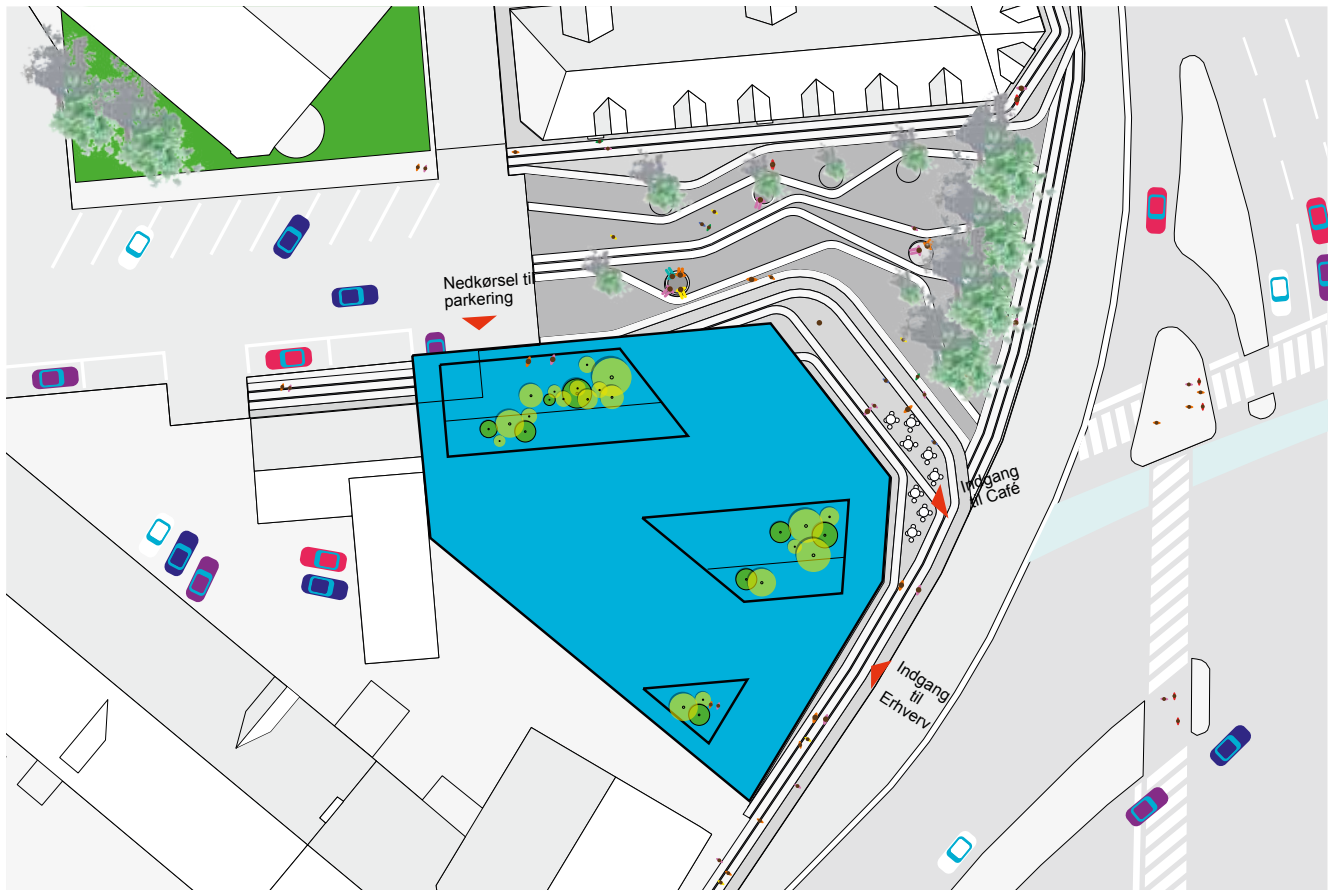 Nedkørsel til
parkering
Indgang
til Café
Indgang
til
Erhverv